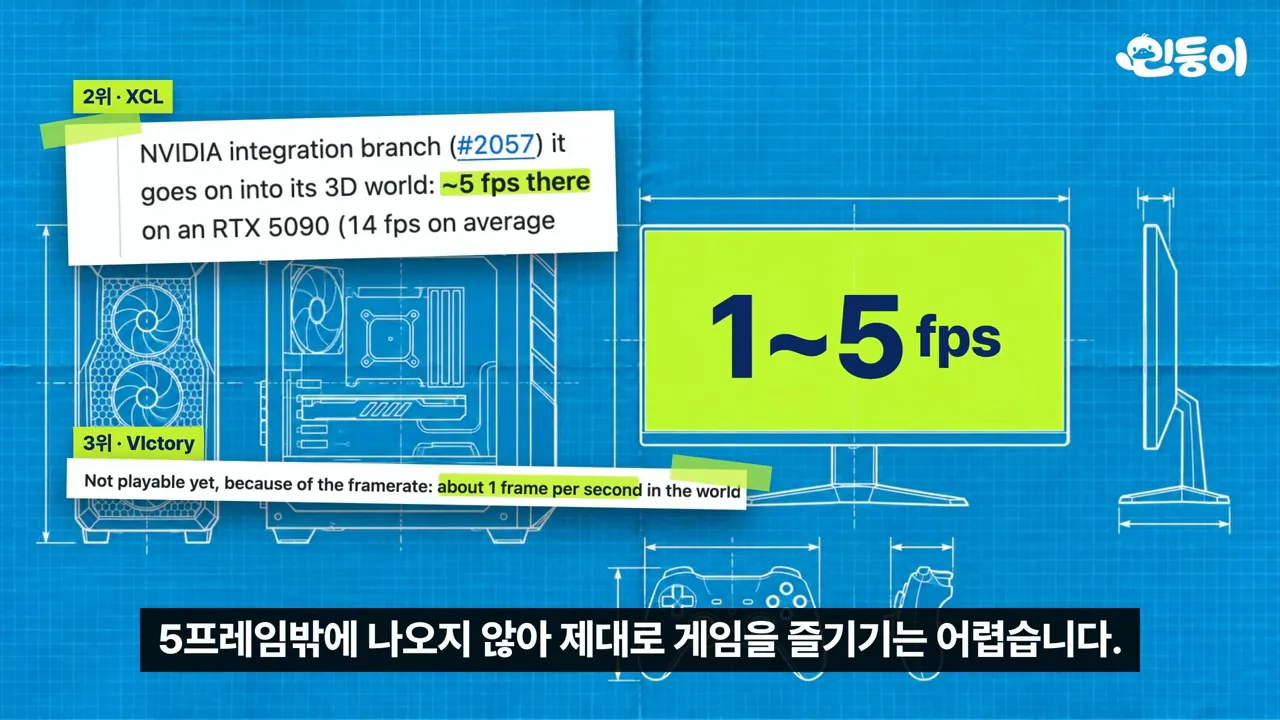 인둥이
2위 · XCL
NVIDIA integration branch (#2057) it
goes on into its 3D world: ~5 fps there
on an RTX 5090 (14 fps on average
1~5 fps
3위 · VIctory
Not playable yet, because of the framerate: about 1 frame per second in the world
5프레임밖에 나오지 않아 제대로 게임을 즐기기는 어렵습니다.